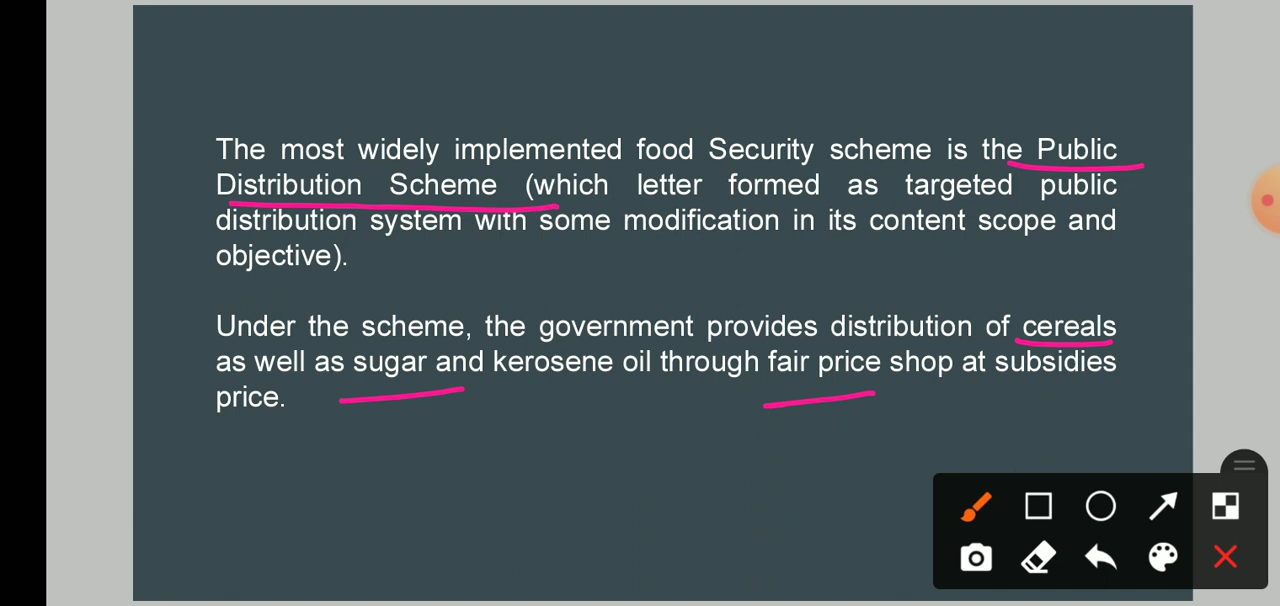 The most widely implemented food Security scheme is the Public
Distribution Scheme (which letter formed as targeted public
distribution system with some modification in its content scope and
objective).
Under the scheme, the government provides distribution of cereals
as well as sugar and kerosene oil through fair price shop at subsidies
price.